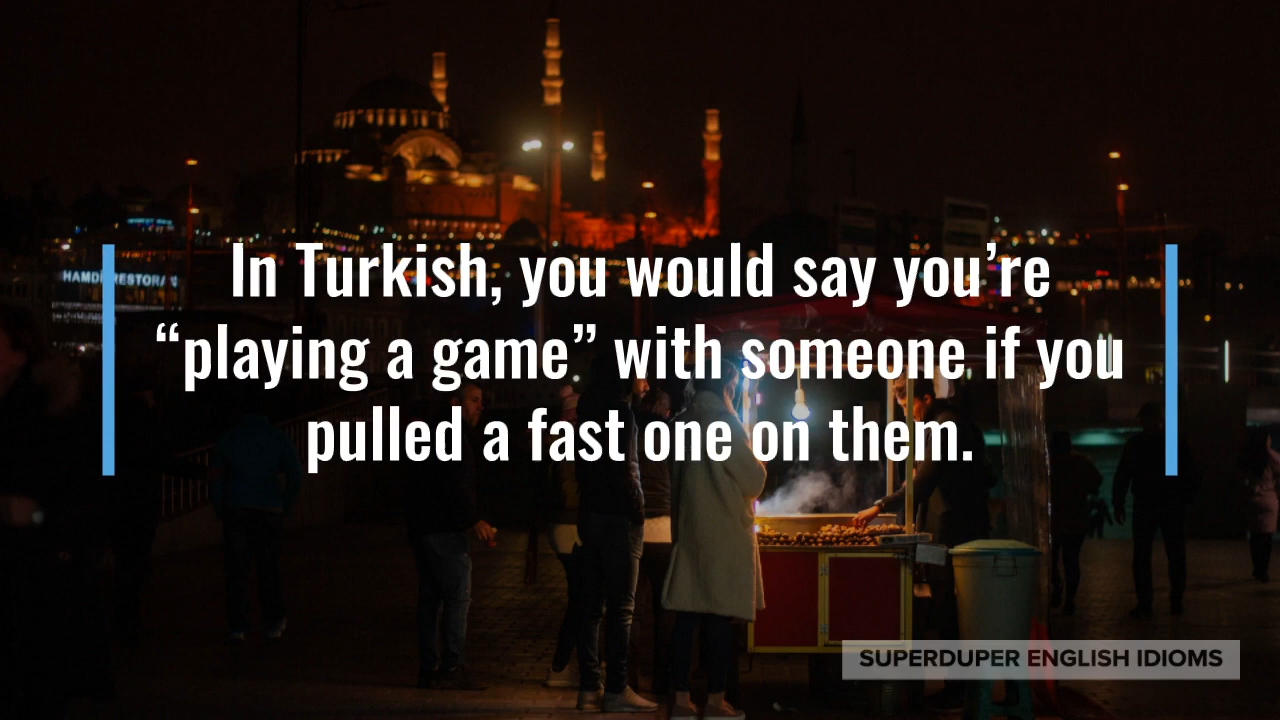 In Turkish, you would say you’re
“playing a game” with someone if you
pulled a fast one on them.
SUPERDUPER ENGLISH IDIOMS